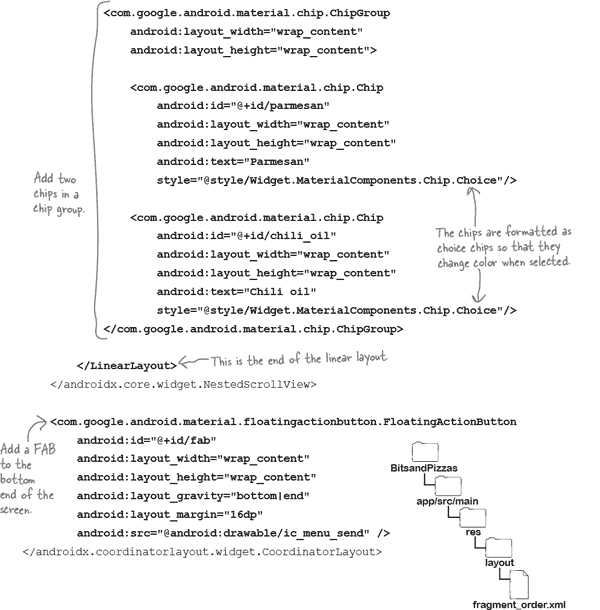 <com.google.android.material.chip.ChipGroup
android:layout_width="wrap_content"
android:layout_height="wrap_content">
<com.google.android.material.chip.Chip
android:id="@+id/parmesan"
android:layout_width="wrap_content"
android:layout_height="wrap_content"
android:text="Parmesan"
style="@style/Widget.MaterialComponents.Chip.Choice"/>
Add two
chips in a
chip group.
<com.google.android.material.chip.Chip
android:id="@+id/chili_oil"
android:layout_width="wrap_content"
android:layout_height="wrap_content"
android:text="Chili oil"
style="@style/Widget.MaterialComponents.Chip.Choice"/>
The chips are formatted as
choice chips so that they
change color when selected.
</com.google.android.material.chip.ChipGroup>
</LinearLayout>
This is the end of the linear layout.
</androidx.core.widget.NestedScrollView>
<com.google.android.material.floatingactionbutton.FloatingActionButton
android:id="@+id/fab"
android:layout_width="wrap_content"
android:layout_height="wrap_content"
android:layout_gravity="bottom|end"
android:layout_margin="16dp"
android:src="@android:drawable/ic_menu_send" />
Add a FAB
to the
bottom
end of the
screen.
</androidx.coordinatorlayout.widget.CoordinatorLayout>
BitsandPizzas
app/src/main
res
layout
fragment_order.xml